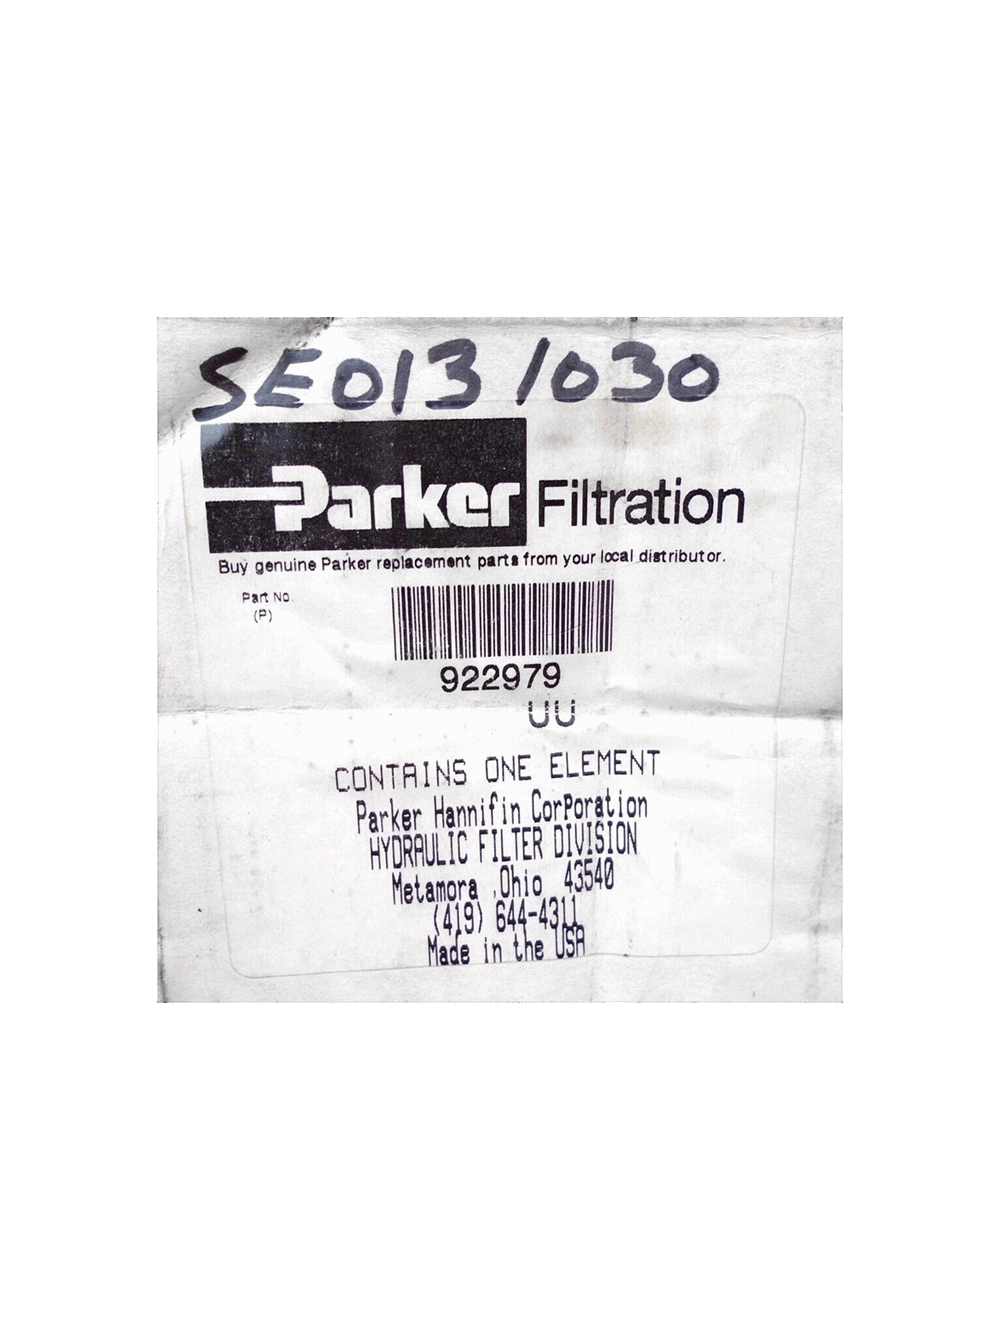 SE013/030
Parker Filtration
Buy genuine Parker replacement parts from your local distributor.
Part No.
(P)
922979
UU
CONTAINS ONE ELEMENT
Parker Hannifin CorPoration
HYDRAULIC FILTER DIVISION
Metamora ,Ohio 43540
(419) 644-4311
Made in the USA